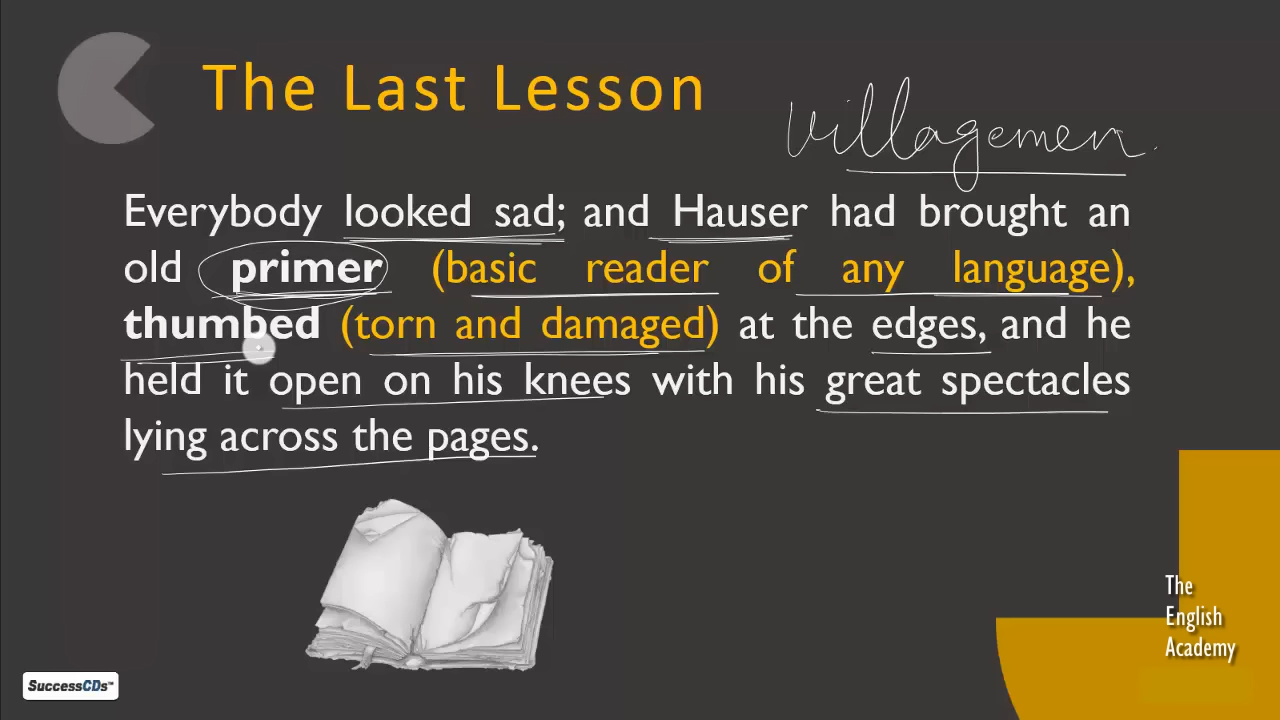 The Last Lesson
villagemen.
Everybody looked sad; and Hauser had brought an
old primer (basic reader of any language),
thumbed (torn and damaged) at the edges, and he
held it open on his knees with his great spectacles
lying across the pages.
The
English
Academy
SuccessCDs™